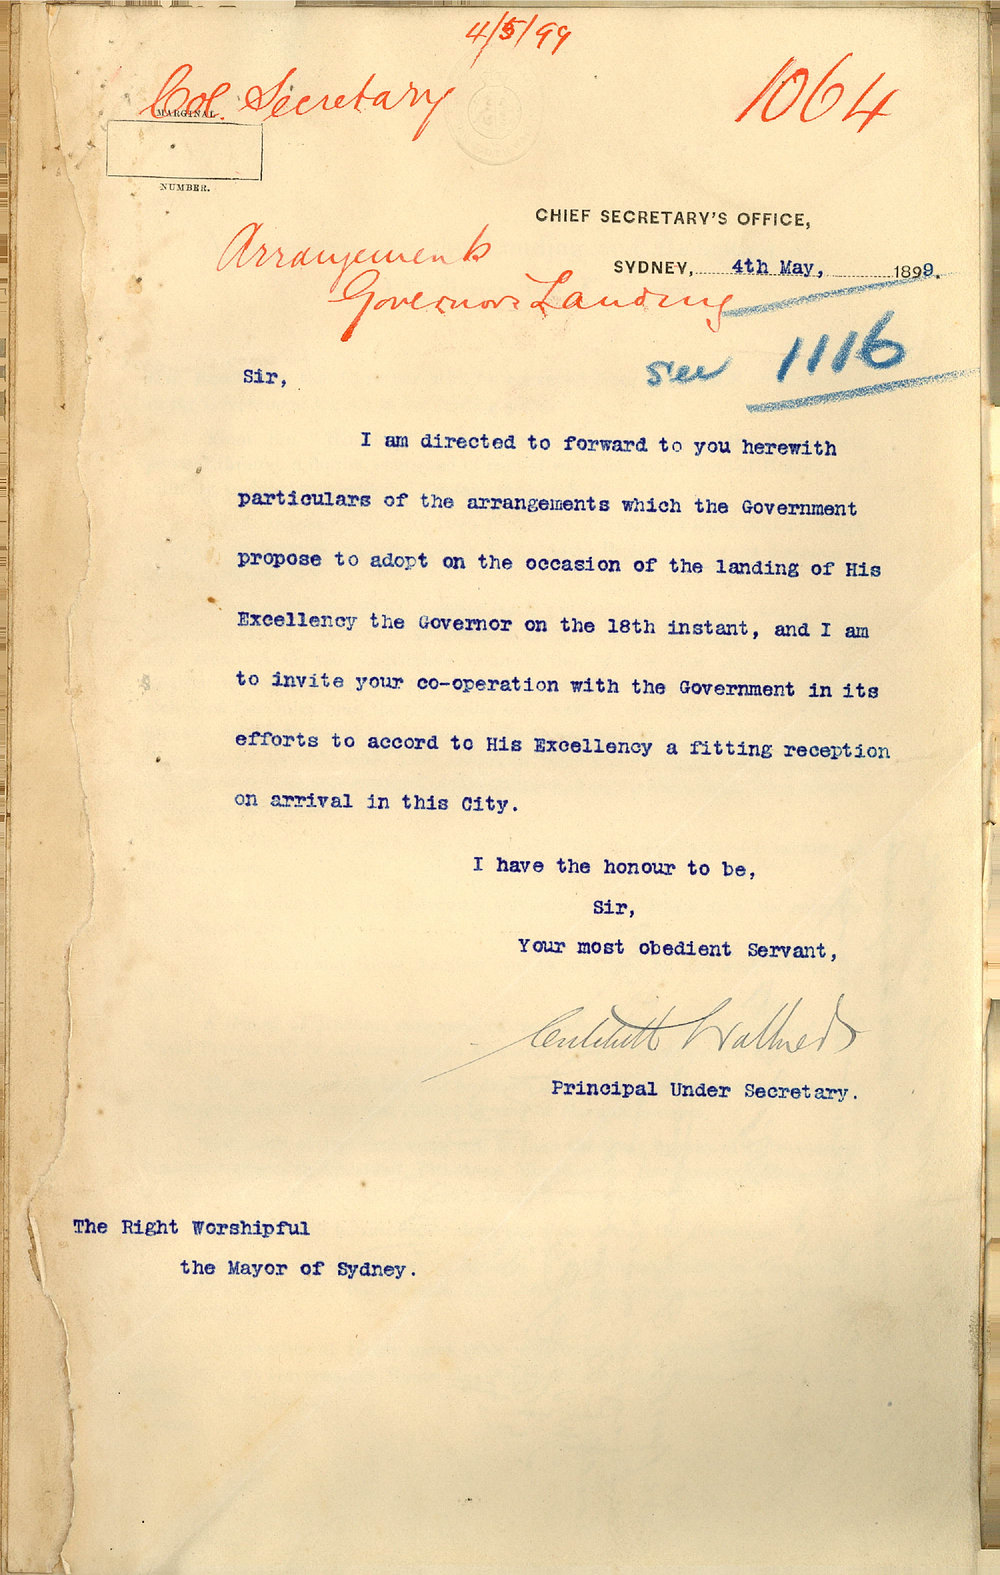 4/5/99
Col. Secretary
1064
MARGINAL
NUMBER.
CHIEF SECRETARY'S OFFICE,
SYDNEY, 4th May, 1899.
Arrangements
Governors Landing
see 1116
Sir,
I am directed to forward to you herewith
particulars of the arrangements which the Government
propose to adopt on the occasion of the landing of His
Excellency the Governor on the 18th instant, and I am
to invite your co-operation with the Government in its
efforts to accord to His Excellency a fitting reception
on arrival in this City.
I have the honour to be,
Sir,
Your most obedient Servant,
Principal Under Secretary.
The Right Worshipful
the Mayor of Sydney.